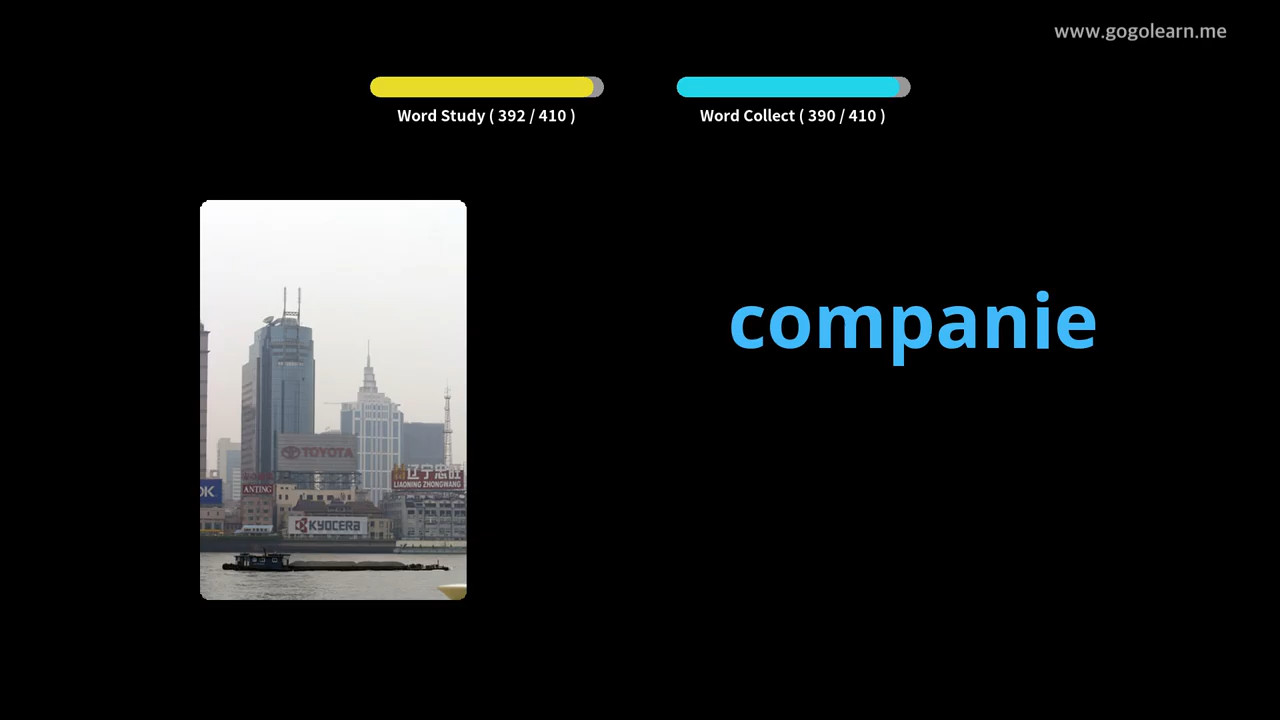 www.gogolearn.me
Word Study ( 392 / 410 )
Word Collect ( 390 / 410 )
companie
TOYOTA
辽宁忠旺
LIAONING ZHONGWANG
OK
ANTING
KYOCERA